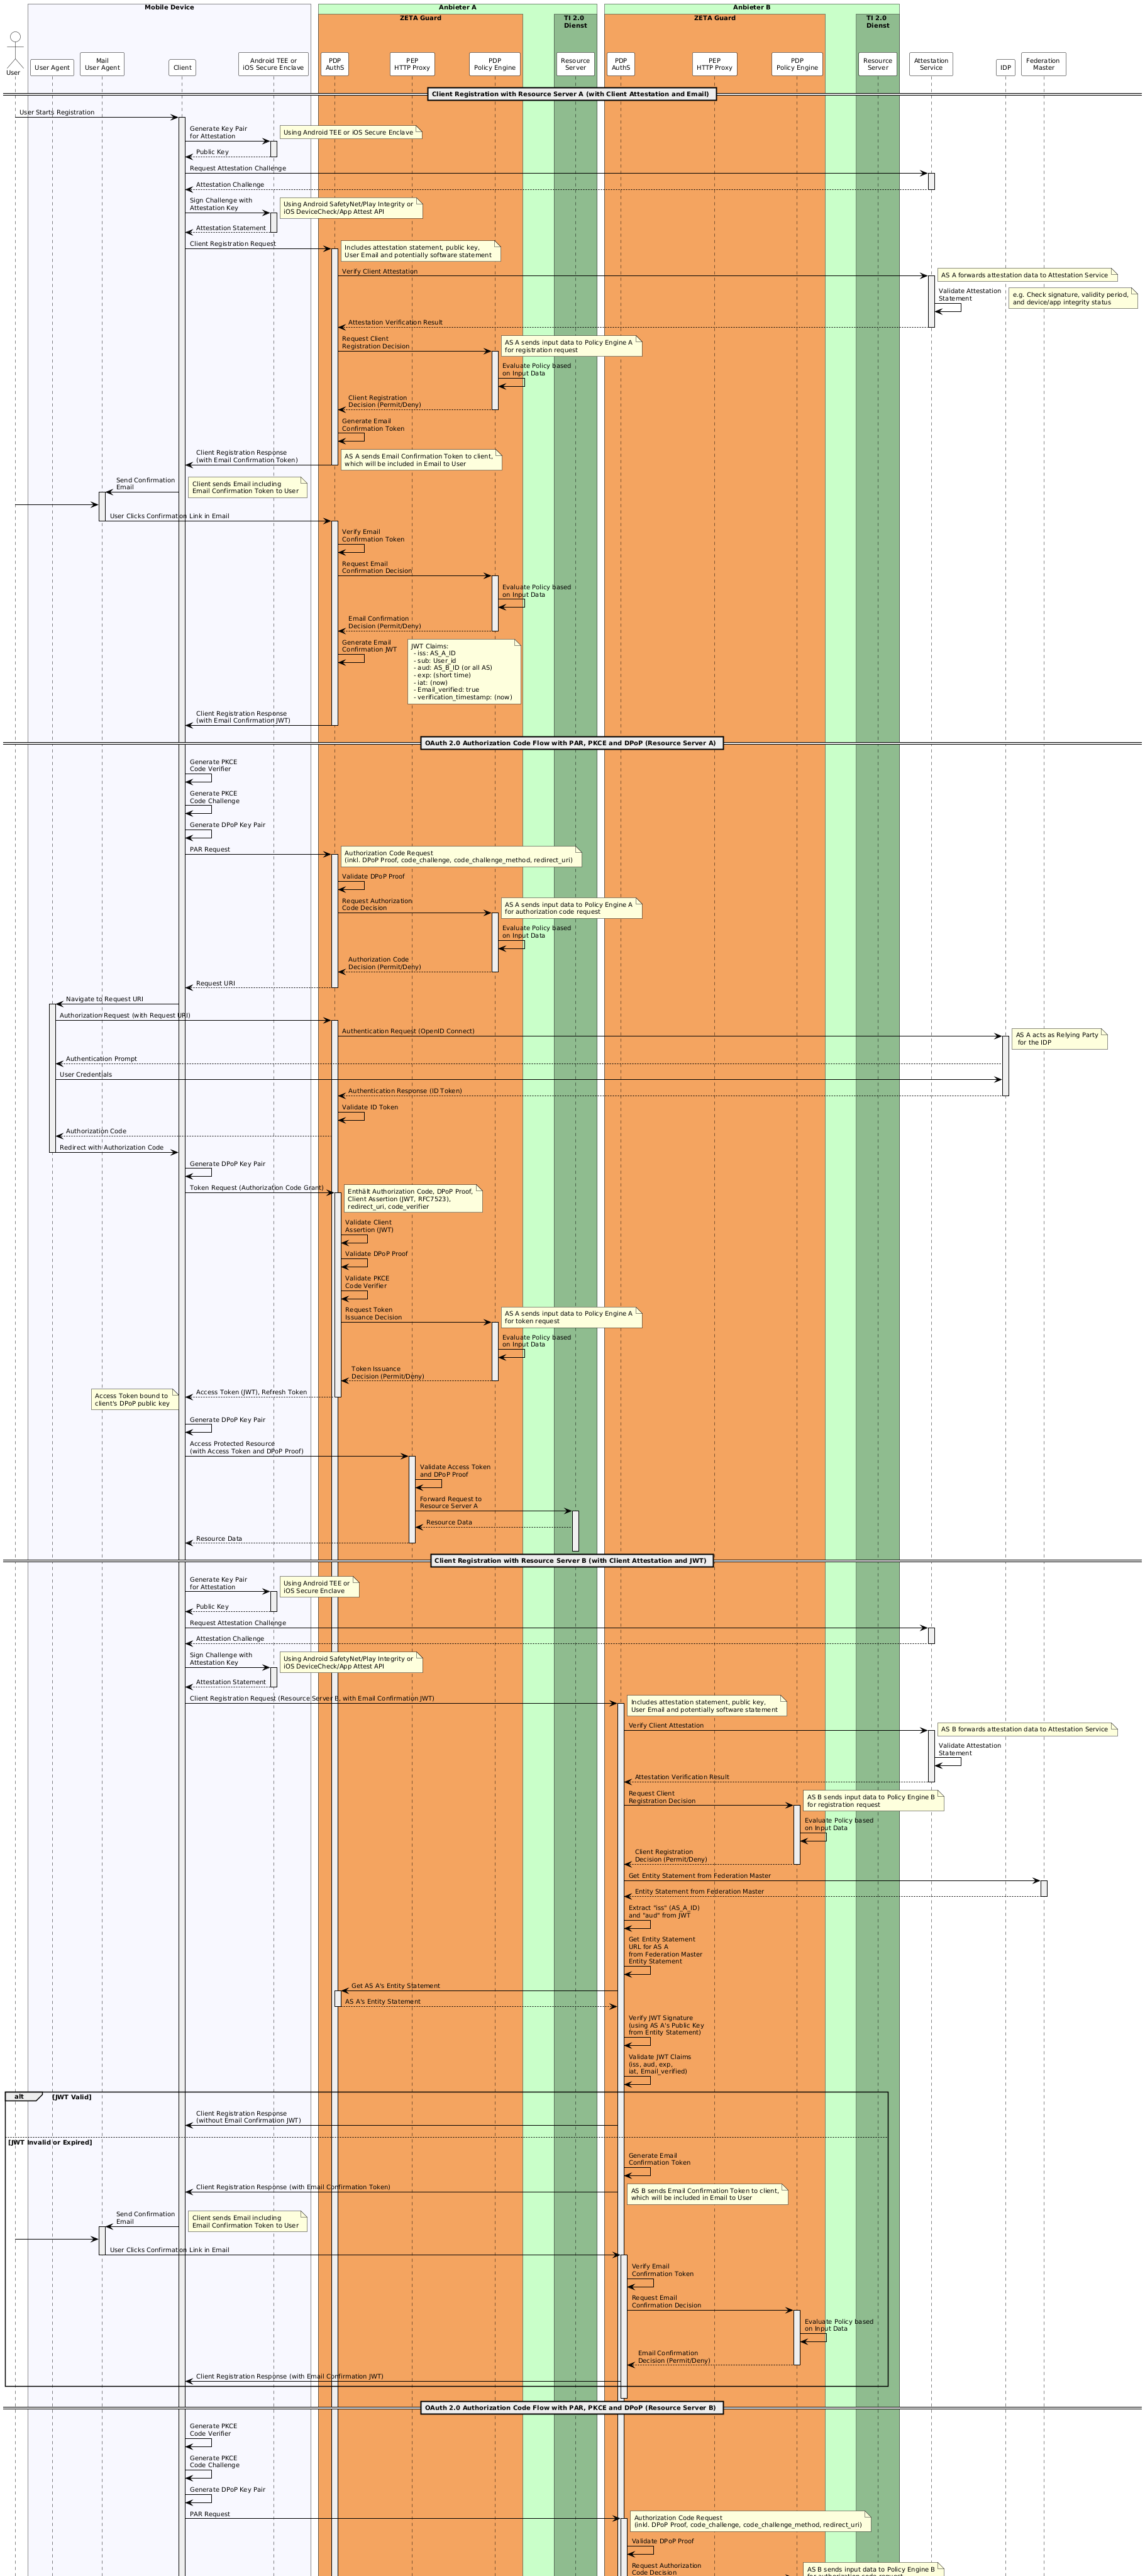 Mobile Device
Anbieter A
Anbieter B
ZETA Guard
TI 2.0
Dienst
ZETA Guard
TI 2.0
Dienst
User
User Agent
Mail
User Agent
Client
Android TEE or
iOS Secure Enclave
PDP
AuthS
PEP
HTTP Proxy
PDP
Policy Engine
Resource
Server
PDP
AuthS
PEP
HTTP Proxy
PDP
Policy Engine
Resource
Server
Attestation
Service
IDP
Federation
Master
Client Registration with Resource Server A (with Client Attestation and Email)
User Starts Registration
Generate Key Pair
for Attestation
Using Android TEE or iOS Secure Enclave
Public Key
Request Attestation Challenge
Attestation Challenge
Sign Challenge with
Attestation Key
Using Android SafetyNet/Play Integrity or
iOS DeviceCheck/App Attest API
Attestation Statement
Client Registration Request
Includes attestation statement, public key,
User Email and potentially software statement
Verify Client Attestation
AS A forwards attestation data to Attestation Service
Validate Attestation
Statement
e.g. Check signature, validity period,
and device/app integrity status
Attestation Verification Result
Request Client
Registration Decision
AS A sends input data to Policy Engine A
for registration request
Evaluate Policy based
on Input Data
Client Registration
Decision (Permit/Deny)
Generate Email
Confirmation Token
Client Registration Response
(with Email Confirmation Token)
AS A sends Email Confirmation Token to client,
which will be included in Email to User
Send Confirmation
Email
Client sends Email including
Email Confirmation Token to User
User Clicks Confirmation Link in Email
Verify Email
Confirmation Token
Request Email
Confirmation Decision
Evaluate Policy based
on Input Data
Email Confirmation
Decision (Permit/Deny)
Generate Email
Confirmation JWT
JWT Claims:
- iss: AS_A_ID
- sub: User_id
- aud: AS_B_ID (or all AS)
- exp: (short time)
- iat: (now)
- Email_verified: true
- verification_timestamp: (now)
Client Registration Response
(with Email Confirmation JWT)
OAuth 2.0 Authorization Code Flow with PAR, PKCE and DPoP (Resource Server A)
Generate PKCE
Code Verifier
Generate PKCE
Code Challenge
Generate DPoP Key Pair
PAR Request
Authorization Code Request
(inkl. DPoP Proof, code_challenge, code_challenge_method, redirect_uri)
Validate DPoP Proof
Request Authorization
Code Decision
AS A sends input data to Policy Engine A
for authorization code request
Evaluate Policy based
on Input Data
Authorization Code
Decision (Permit/Deny)
Request URI
Navigate to Request URI
Authorization Request (with Request URI)
Authentication Request (OpenID Connect)
AS A acts as Relying Party
for the IDP
Authentication Prompt
User Credentials
Authentication Response (ID Token)
Validate ID Token
Authorization Code
Redirect with Authorization Code
Generate DPoP Key Pair
Token Request (Authorization Code Grant)
Enthält Authorization Code, DPoP Proof,
Client Assertion (JWT, RFC7523),
redirect_uri, code_verifier
Validate Client
Assertion (JWT)
Validate DPoP Proof
Validate PKCE
Code Verifier
Request Token
Issuance Decision
AS A sends input data to Policy Engine A
for token request
Evaluate Policy based
on Input Data
Token Issuance
Decision (Permit/Deny)
Access Token (JWT), Refresh Token
Access Token bound to
client's DPoP public key
Generate DPoP Key Pair
Access Protected Resource
(with Access Token and DPoP Proof)
Validate Access Token
and DPoP Proof
Forward Request to
Resource Server A
Resource Data
Resource Data
Client Registration with Resource Server B (with Client Attestation and JWT)
Generate Key Pair
for Attestation
Using Android TEE or
iOS Secure Enclave
Public Key
Request Attestation Challenge
Attestation Challenge
Sign Challenge with
Attestation Key
Using Android SafetyNet/Play Integrity or
iOS DeviceCheck/App Attest API
Attestation Statement
Client Registration Request (Resource Server B, with Email Confirmation JWT)
Includes attestation statement, public key,
User Email and potentially software statement
Verify Client Attestation
AS B forwards attestation data to Attestation Service
Validate Attestation
Statement
Attestation Verification Result
Request Client
Registration Decision
AS B sends input data to Policy Engine B
for registration request
Evaluate Policy based
on Input Data
Client Registration
Decision (Permit/Deny)
Get Entity Statement from Federation Master
Entity Statement from Federation Master
Extract "iss" (AS_A_ID)
and "aud" from JWT
Get Entity Statement
URL for AS A
from Federation Master
Entity Statement
Get AS A's Entity Statement
AS A's Entity Statement
Verify JWT Signature
(using AS A's Public Key
from Entity Statement)
Validate JWT Claims
(iss, aud, exp,
iat, Email_verified)
alt
[JWT Valid]
Client Registration Response
(without Email Confirmation JWT)
[JWT Invalid or Expired]
Generate Email
Confirmation Token
Client Registration Response (with Email Confirmation Token)
AS B sends Email Confirmation Token to client,
which will be included in Email to User
Send Confirmation
Email
Client sends Email including
Email Confirmation Token to User
User Clicks Confirmation Link in Email
Verify Email
Confirmation Token
Request Email
Confirmation Decision
Evaluate Policy based
on Input Data
Email Confirmation
Decision (Permit/Deny)
Client Registration Response (with Email Confirmation JWT)
OAuth 2.0 Authorization Code Flow with PAR, PKCE and DPoP (Resource Server B)
Generate PKCE
Code Verifier
Generate PKCE
Code Challenge
Generate DPoP Key Pair
PAR Request
Authorization Code Request
(inkl. DPoP Proof, code_challenge, code_challenge_method, redirect_uri)
Validate DPoP Proof
Request Authorization
Code Decision
AS B sends input data to Policy Engine B